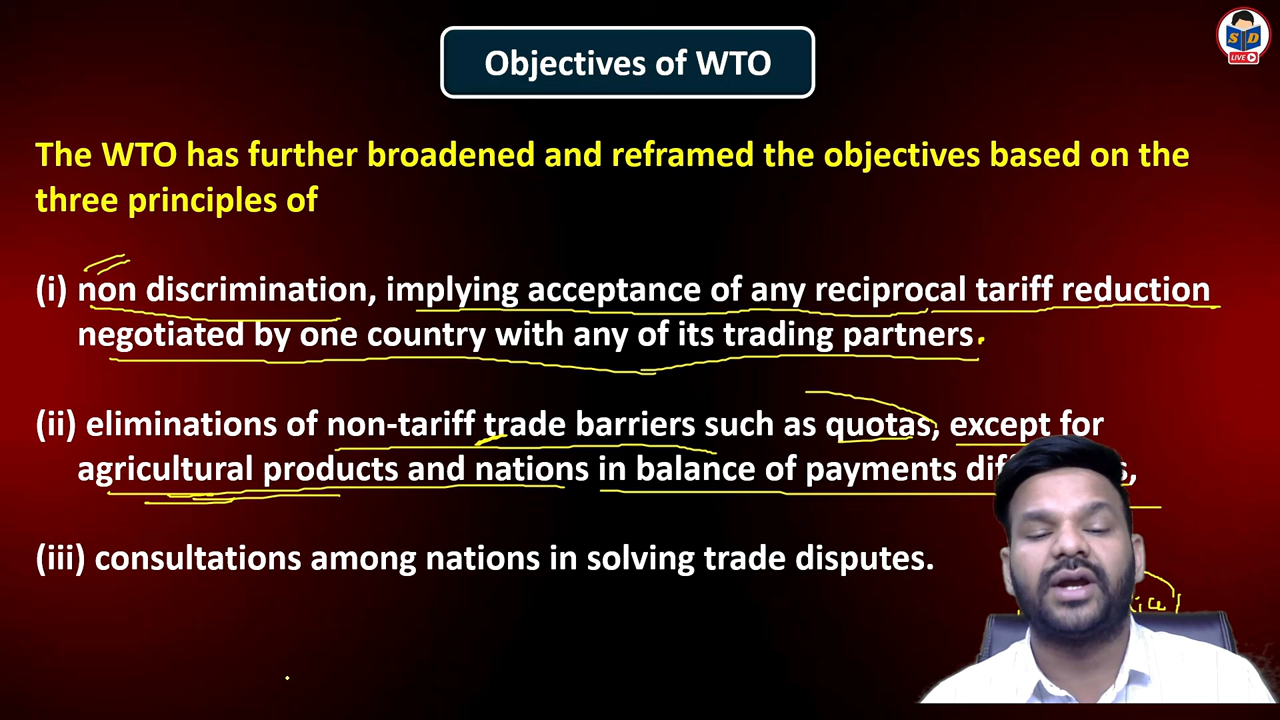 Objectives of WTO
S D
LIVE
The WTO has further broadened and reframed the objectives based on the
three principles of
(i) non discrimination, implying acceptance of any reciprocal tariff reduction
negotiated by one country with any of its trading partners.
(ii) eliminations of non-tariff trade barriers such as quotas, except for
agricultural products and nations in balance of payments
(iii) consultations among nations in solving trade disputes.